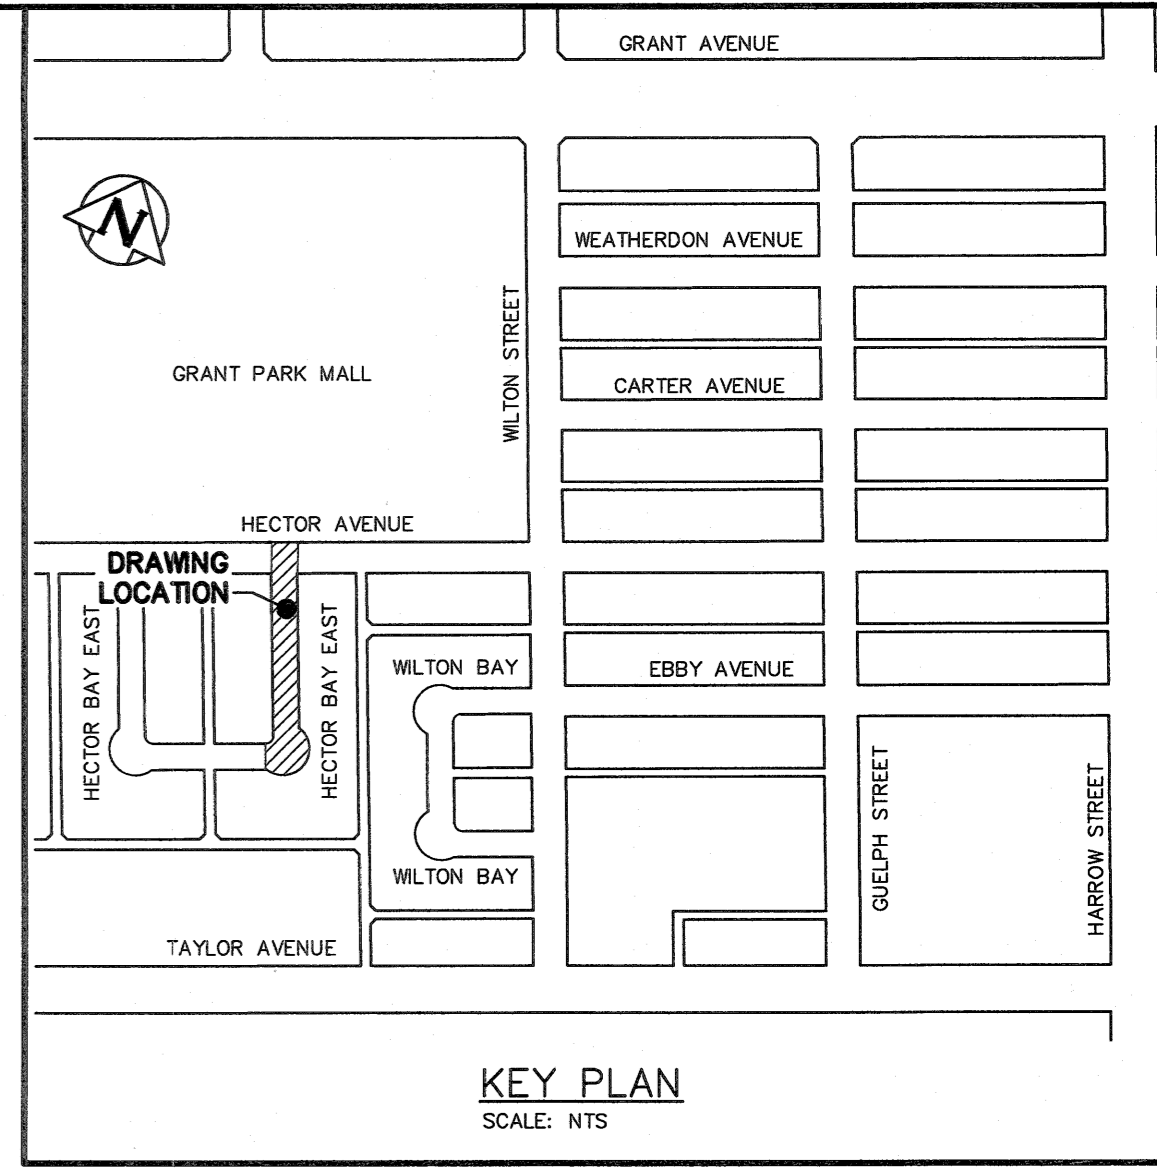 GRANT AVENUE
N
WEATHERDON AVENUE
WILTON STREET
GRANT PARK MALL
CARTER AVENUE
HECTOR AVENUE
DRAWING
LOCATION
HECTOR BAY EAST
HECTOR BAY EAST
WILTON BAY
EBBY AVENUE
GUELPH STREET
HARROW STREET
WILTON BAY
TAYLOR AVENUE
KEY PLAN
SCALE: NTS